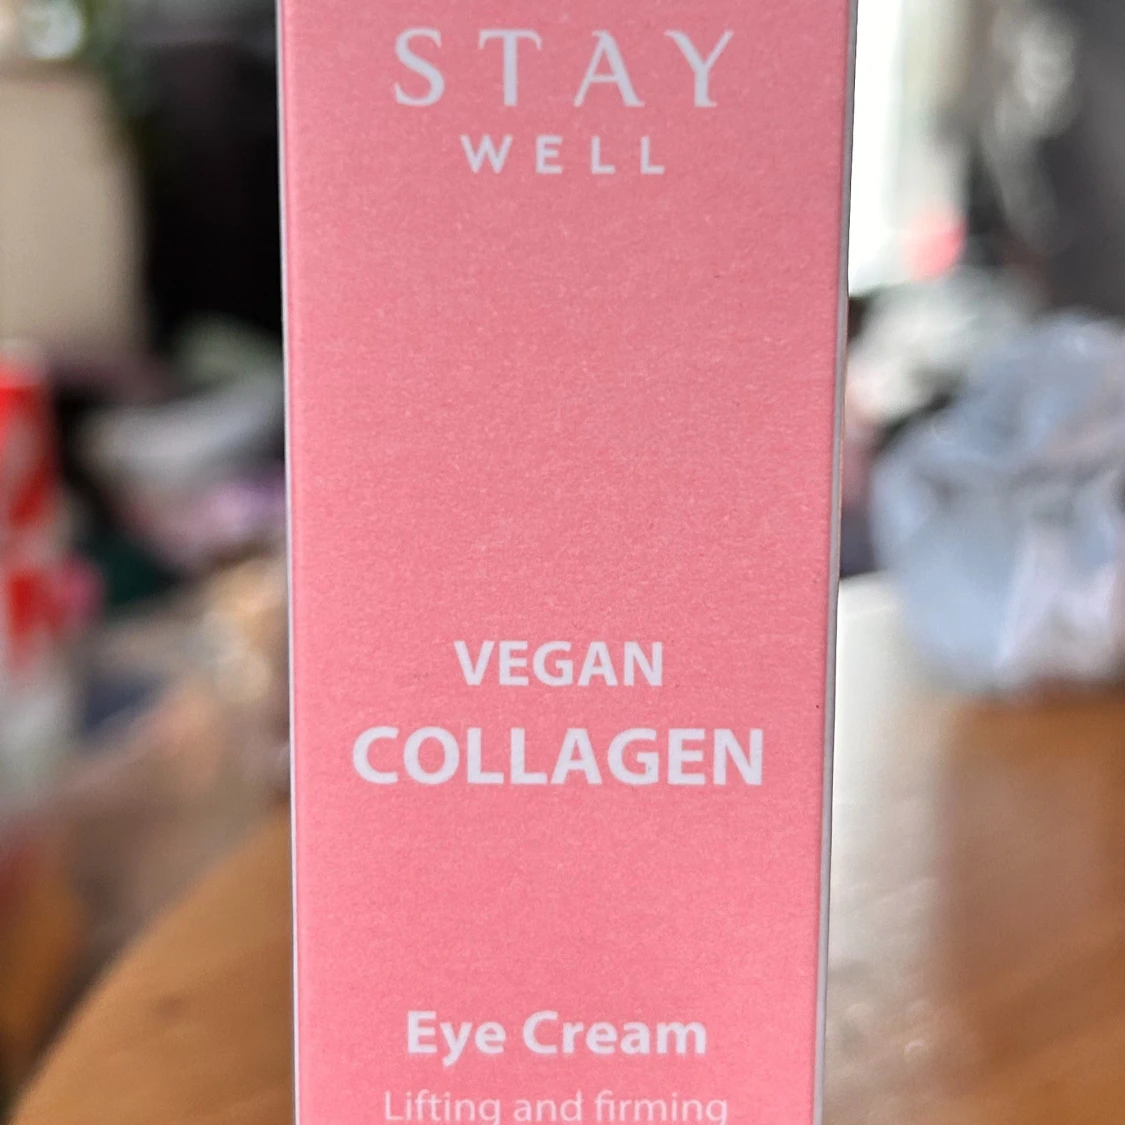 STAY
WELL
VEGAN
COLLAGEN
Eye Cream
Lifting and firming